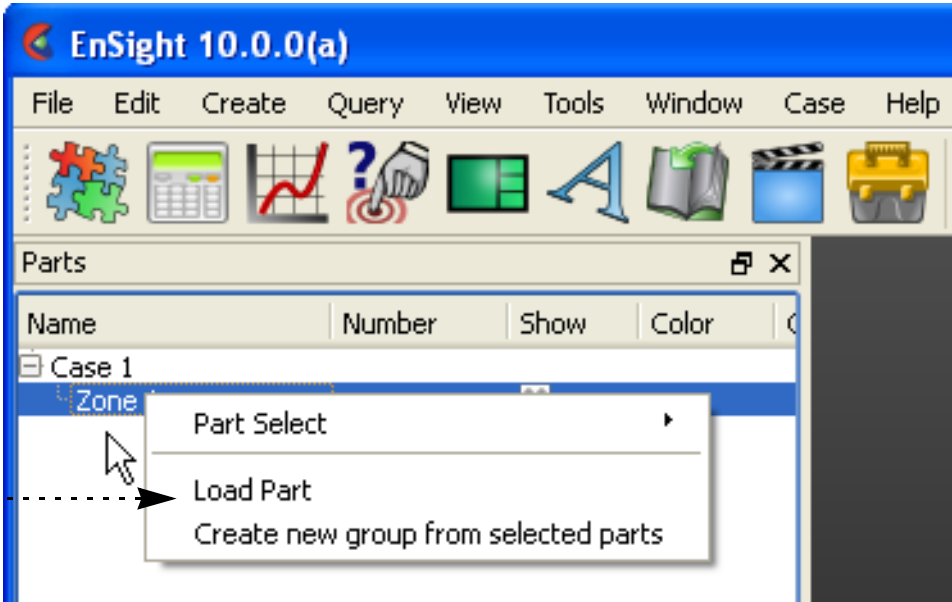 EnSight 10.0.0(a)
File Edit Create Query View Tools Window Case Help
Parts
Name Number Show Color
Case 1
Zone
Part Select
Load Part
Create new group from selected parts